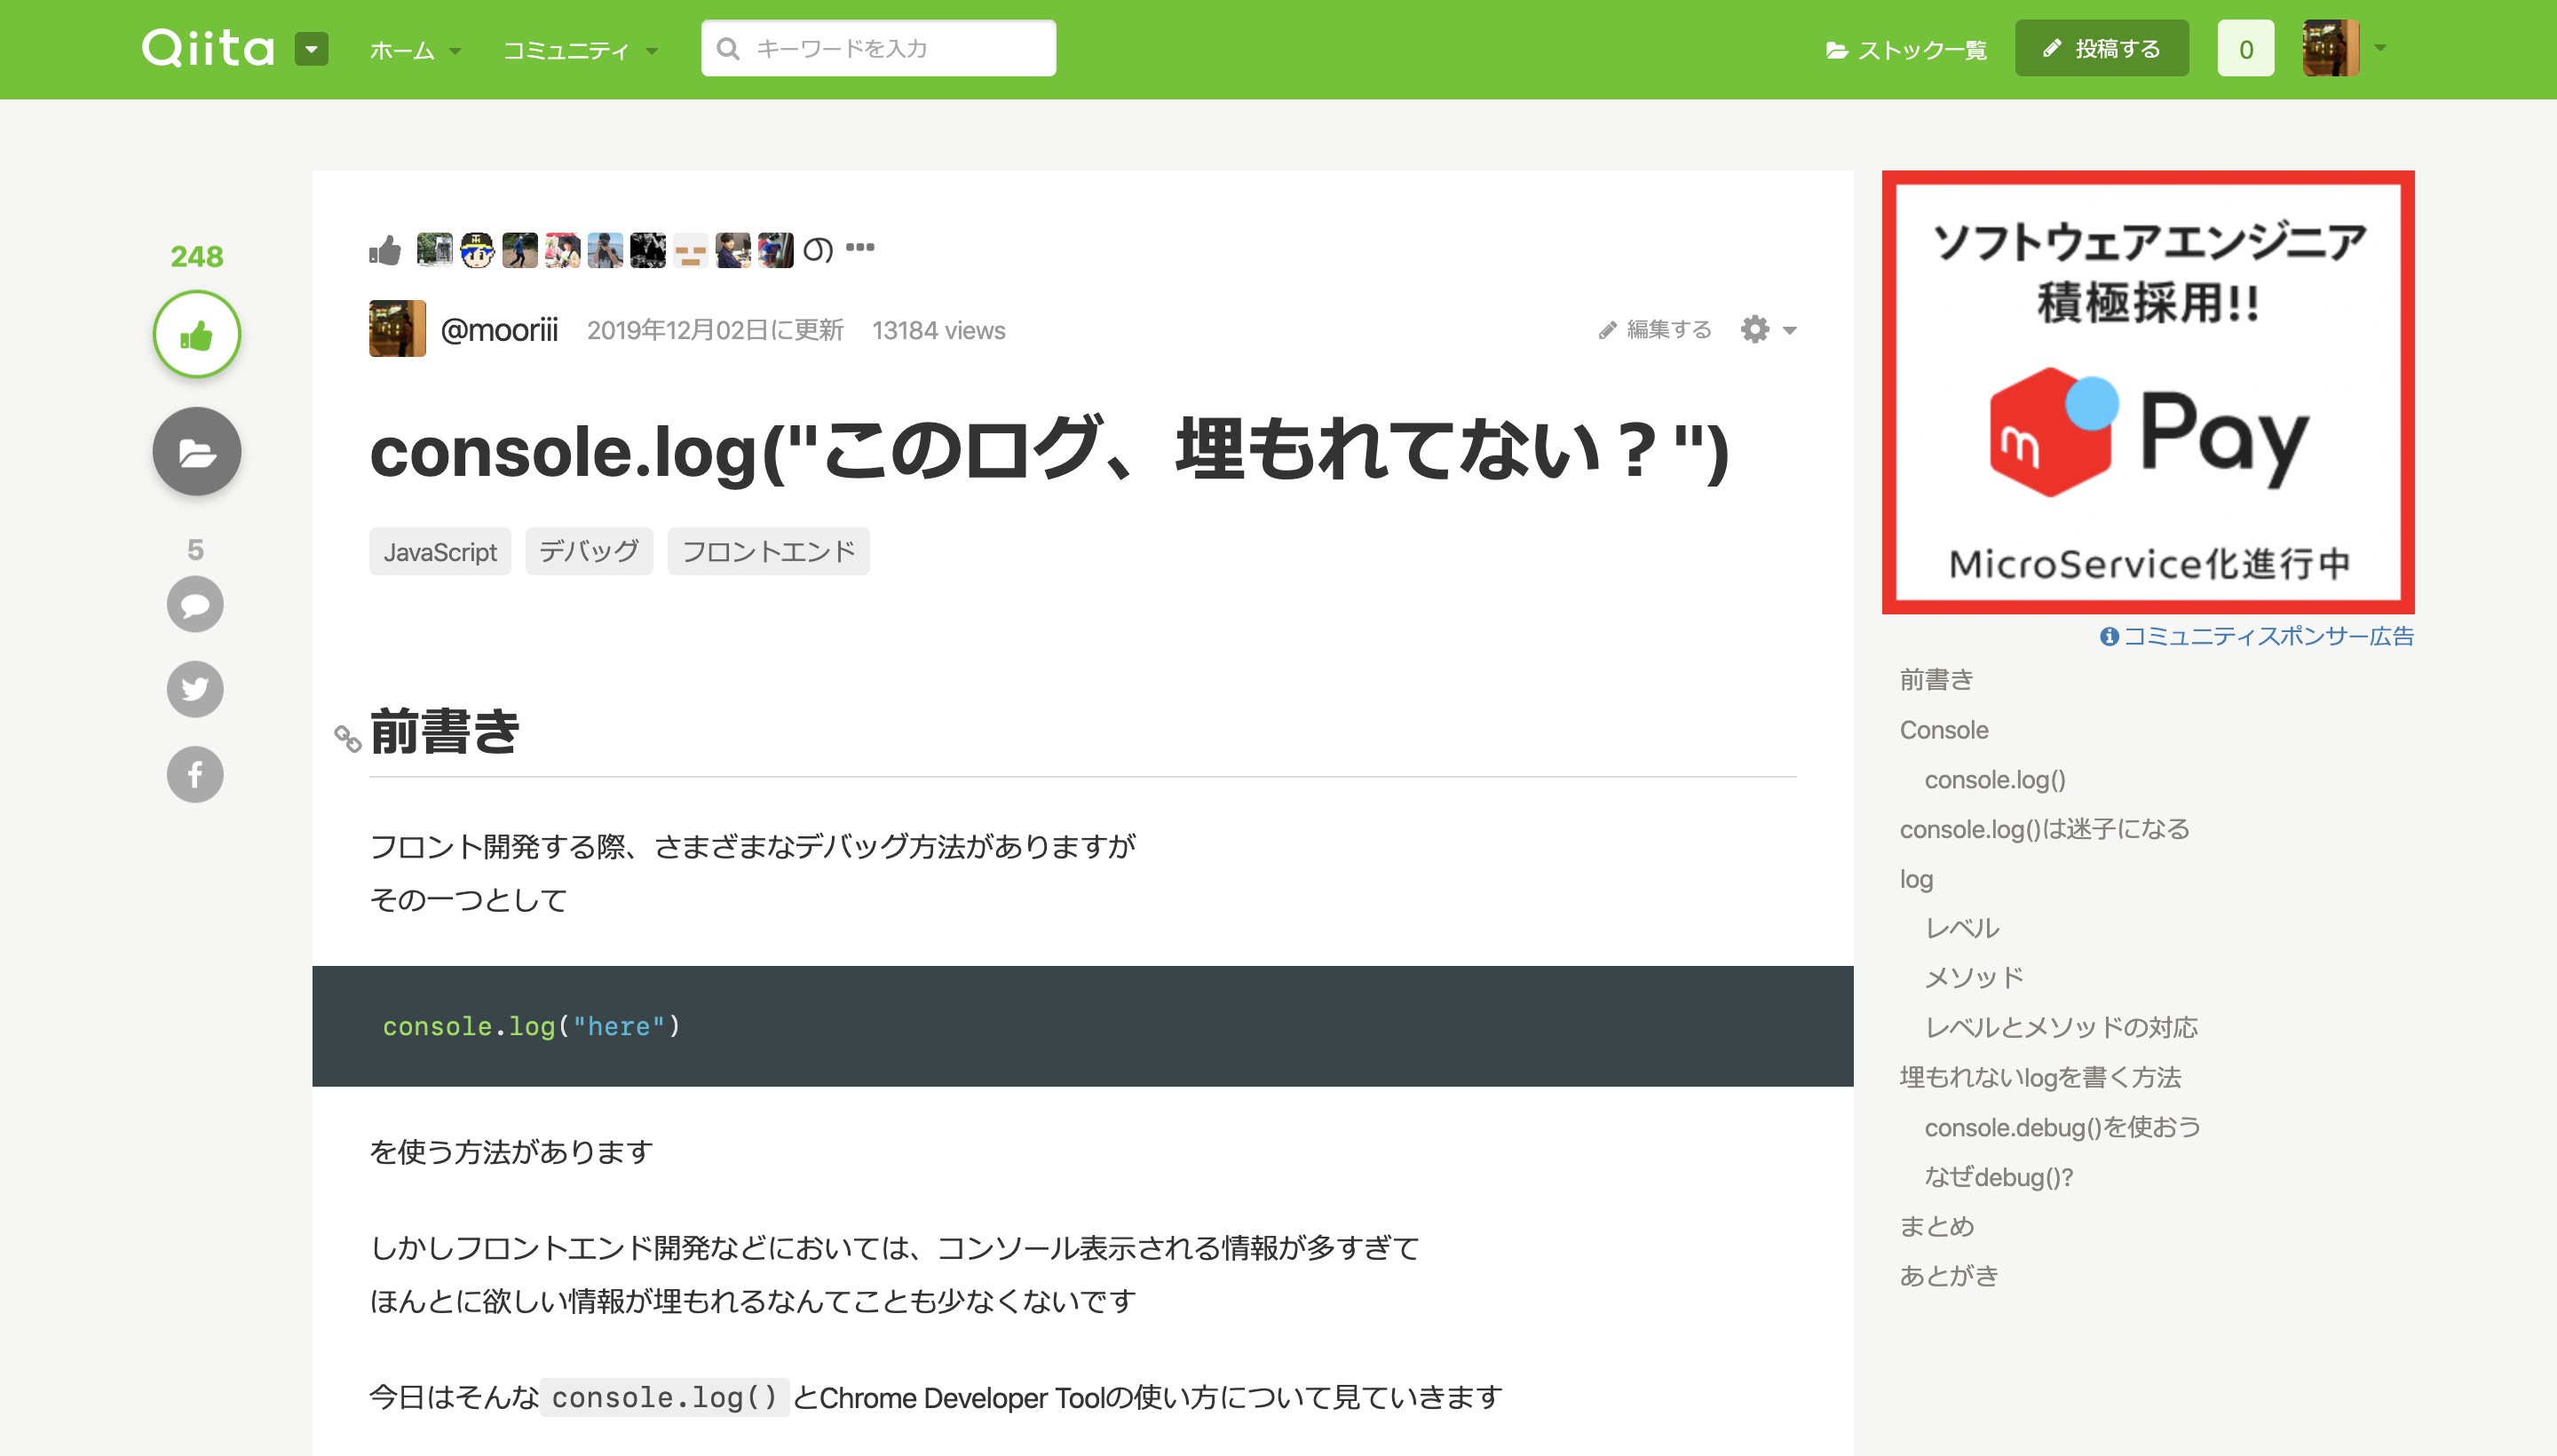 Qiita
ホーム
コミュニティ
キーワードを入力
ストック一覧
投稿する
0
248
5
@mooriii 2019年12月02日に更新 13184 views
編集する
console.log("このログ、埋もれてない？")
JavaScript デバッグ フロントエンド
前書き
フロント開発する際、さまざまなデバッグ方法がありますが
その一つとして
console.log("here")
を使う方法があります
しかしフロントエンド開発などにおいては、コンソール表示される情報が多すぎて
ほんとに欲しい情報が埋もれるなんてことも少なくないです
今日はそんなconsole.log()とChrome Developer Toolの使い方について見ていきます
ソフトウェアエンジニア
積極採用!!
m Pay
MicroService化進行中
コミュニティスポンサー広告
前書き
Console
console.log()
console.log()は迷子になる
log
レベル
メソッド
レベルとメソッドの対応
埋もれないlogを書く方法
console.debug()を使おう
なぜdebug()?
まとめ
あとがき